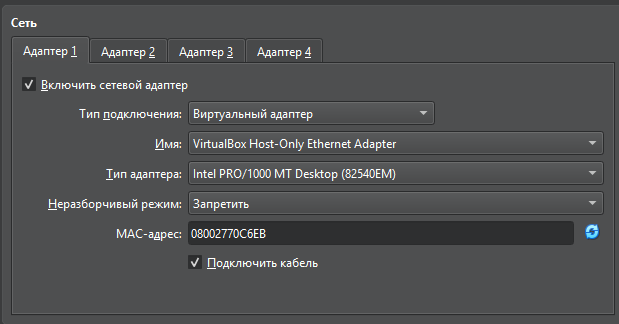 Сеть
Адаптер 1 Адаптер 2 Адаптер 3 Адаптер 4
Включить сетевой адаптер
Тип подключения: Виртуальный адаптер
Имя: VirtualBox Host-Only Ethernet Adapter
Тип адаптера: Intel PRO/1000 MT Desktop (82540EM)
Неразборчивый режим: Запретить
MAC-адрес: 08002770C6EB
Подключить кабель